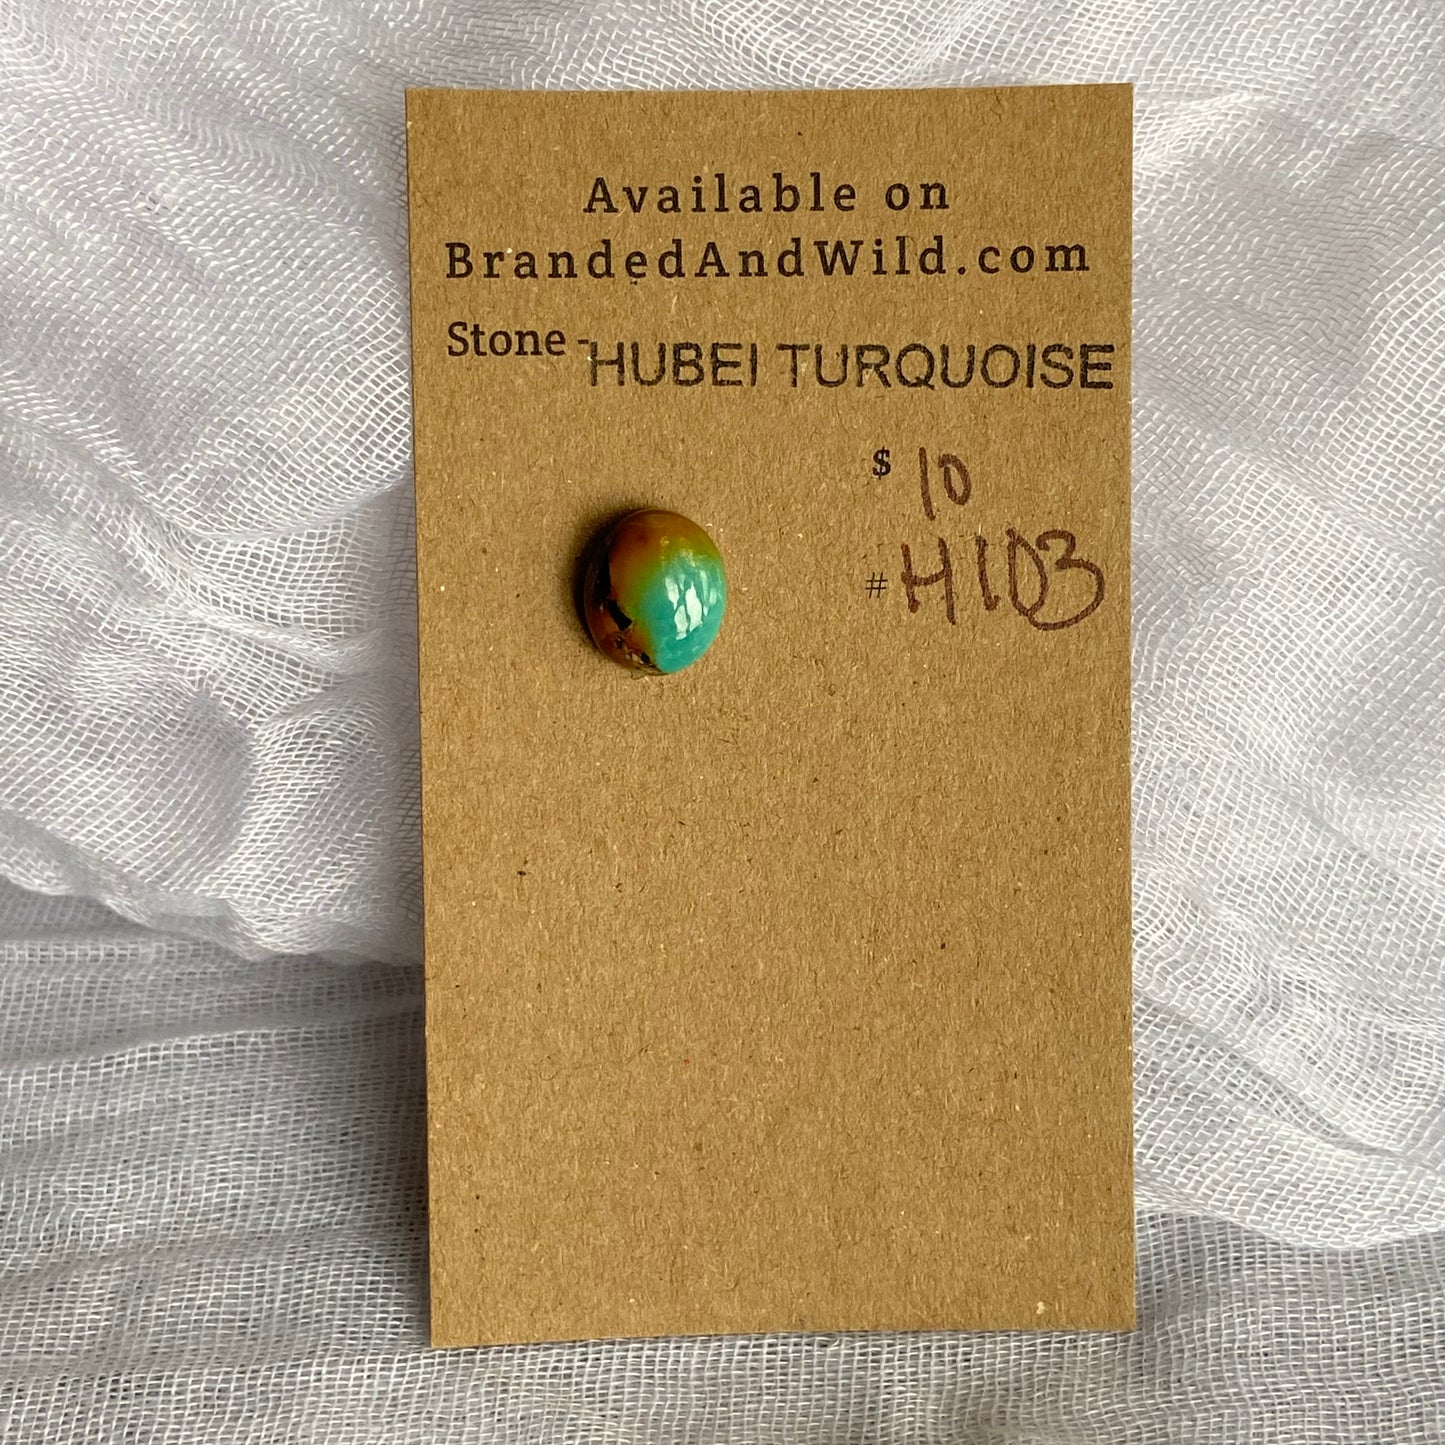 Available on
BrandedAndWild.com
Stone - HUBEI TURQUOISE
$ 10
# H103